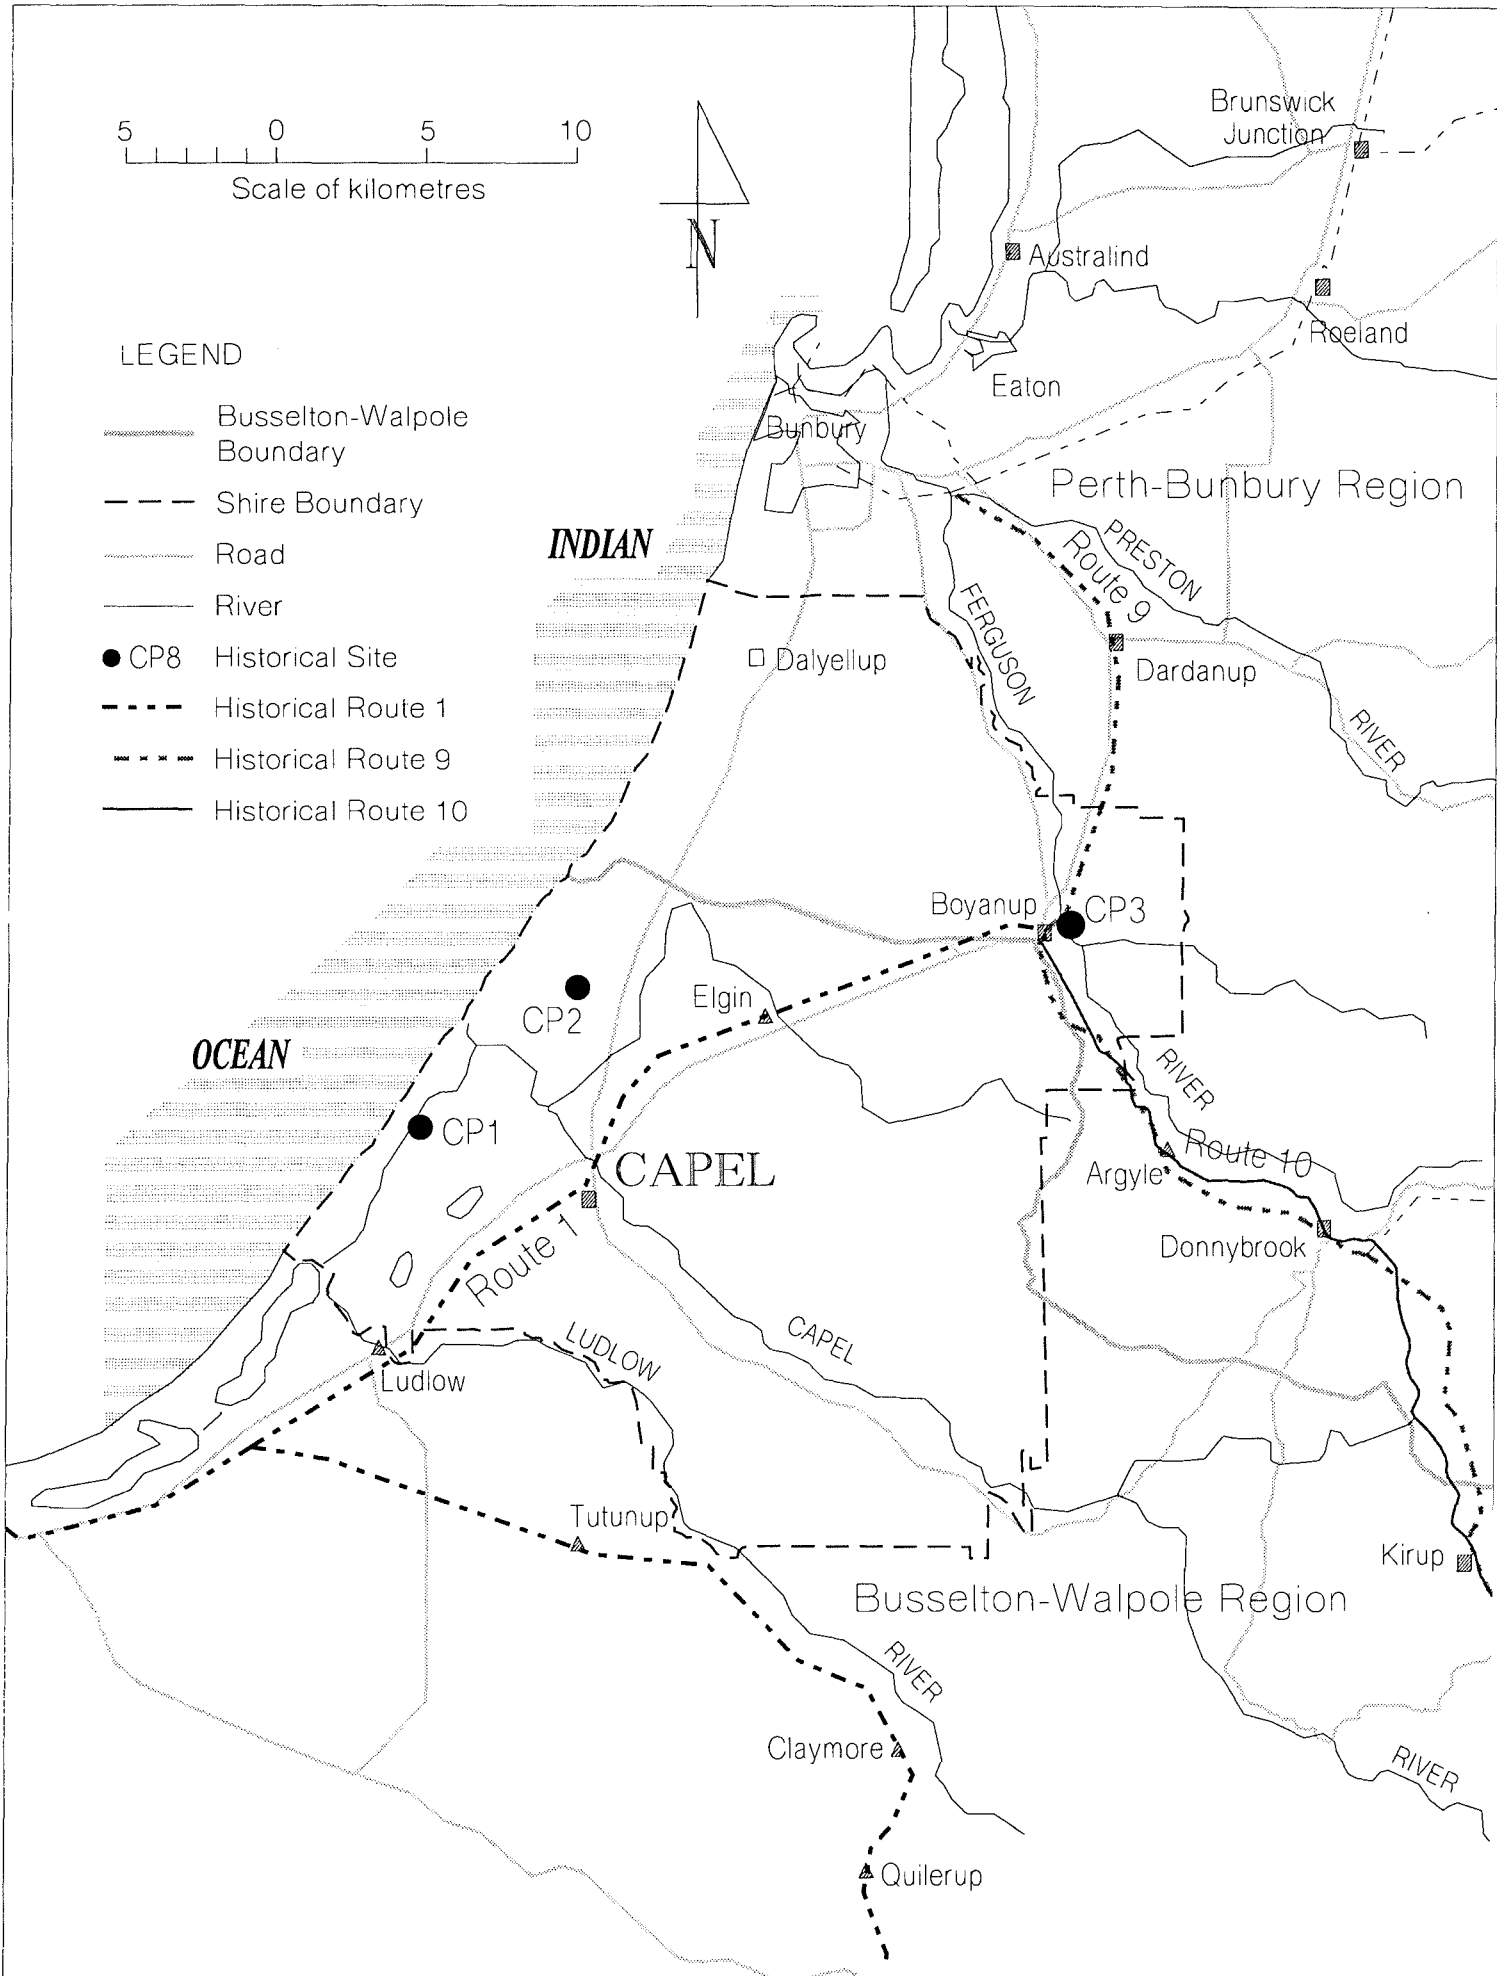 Brunswick
Junction
5 0 5 10
Scale of kilometres
N
Australind
Roeland
LEGEND
Busselton-Walpole
Boundary
Shire Boundary
Road
River
CP8 Historical Site
Historical Route 1
Historical Route 9
Historical Route 10
Eaton
Bunbury
Perth-Bunbury Region
INDIAN
PRESTON
Route 9
FERGUSON
Dalyellup
Dardanup
RIVER
Boyanup
CP3
Elgin
CP2
OCEAN
RIVER
CP1
CAPEL
Route 10
Argyle
Donnybrook
Route 1
CAPEL
LUDLOW
Ludlow
Tutunup
Kirup
Busselton-Walpole Region
RIVER
Claymore
RIVER
Quilerup